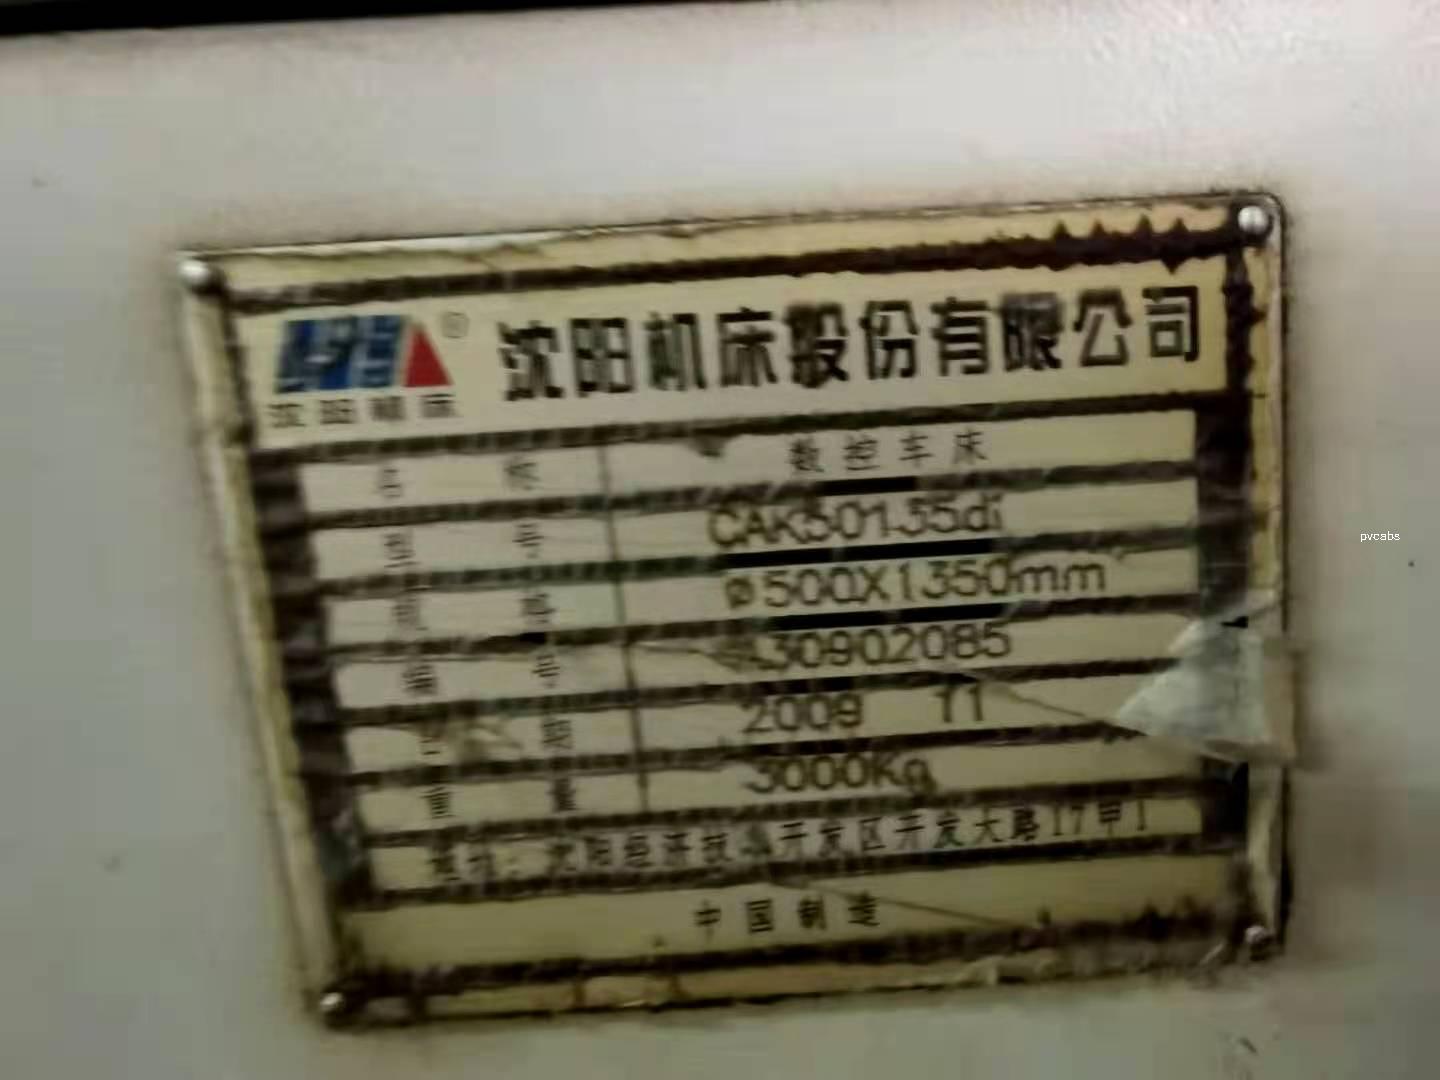 沈阳机床股份有限公司
沈阳机床
名 称 数控车床
型 号 CAK50135di
规 格 ø500X1350mm
编 号 A30902085
日 期 2009 11
重 量 3000Kg
地址：沈阳经济技术开发区开发大路17甲1
中国制造
pvcabs